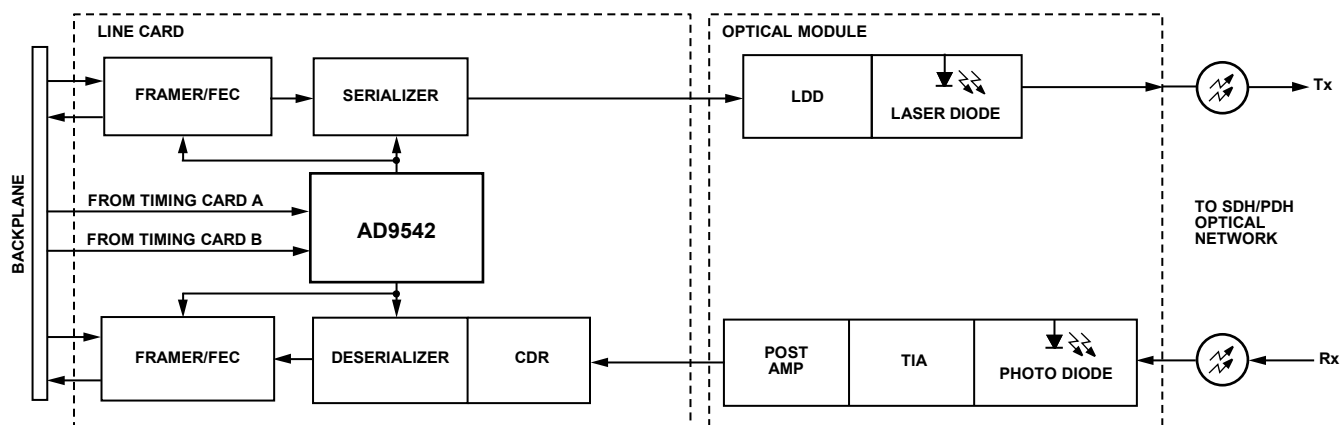 LINE CARD
OPTICAL MODULE
BACKPLANE
FRAMER/FEC
SERIALIZER
LDD
LASER DIODE
Tx
FROM TIMING CARD A
FROM TIMING CARD B
AD9542
TO SDH/PDH
OPTICAL
NETWORK
FRAMER/FEC
DESERIALIZER
CDR
POST
AMP
TIA
PHOTO DIODE
Rx